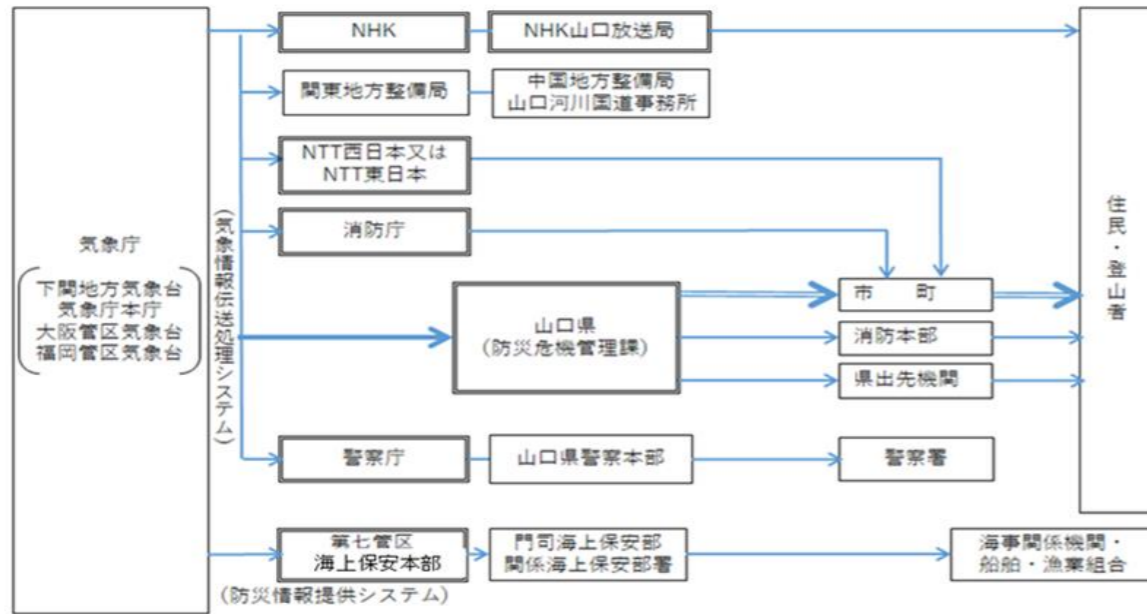 NHK
NHK山口放送局
関東地方整備局
中国地方整備局
山口河川国道事務所
NTT西日本又は
NTT東日本
消防庁
気象庁
下関地方気象台
気象庁本庁
大阪管区気象台
福岡管区気象台
(気象情報伝送処理システム)
山口県
(防災危機管理課)
市　町
消防本部
県出先機関
住民・登山者
警察庁
山口県警察本部
警察署
第七管区
海上保安本部
門司海上保安部
関係海上保安部署
海事関係機関・
船舶・漁業組合
(防災情報提供システム)